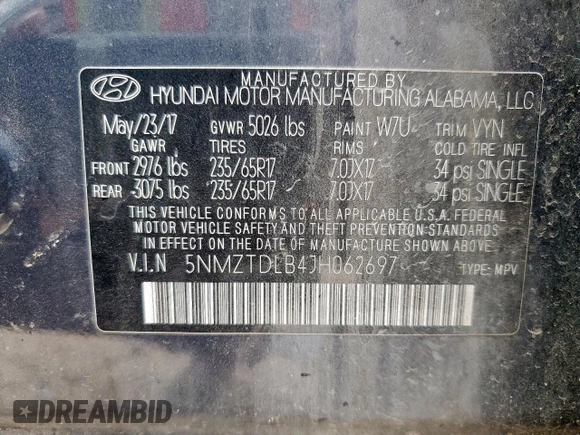 MANUFACTURED BY
HYUNDAI MOTOR MANUFACTURING ALABAMA, LLC
May/23/17 GVWR 5026 lbs PAINT W7U TRIM VYN
GAWR TIRES RIMS COLD TIRE INFL
FRONT 2976 lbs 235/65R17 7.0JX17 34 psi SINGLE
REAR 3075 lbs 235/65R17 7.0JX17 34 psi SINGLE
THIS VEHICLE CONFORMS TO ALL APPLICABLE U.S.A. FEDERAL
MOTOR VEHICLE SAFETY AND THEFT PREVENTION STANDARDS
IN EFFECT ON THE DATE OF MANUFACTURE SHOWN ABOVE.
V.I.N 5NMZTDLB4JH062697 TYPE: MPV
DREAMBID